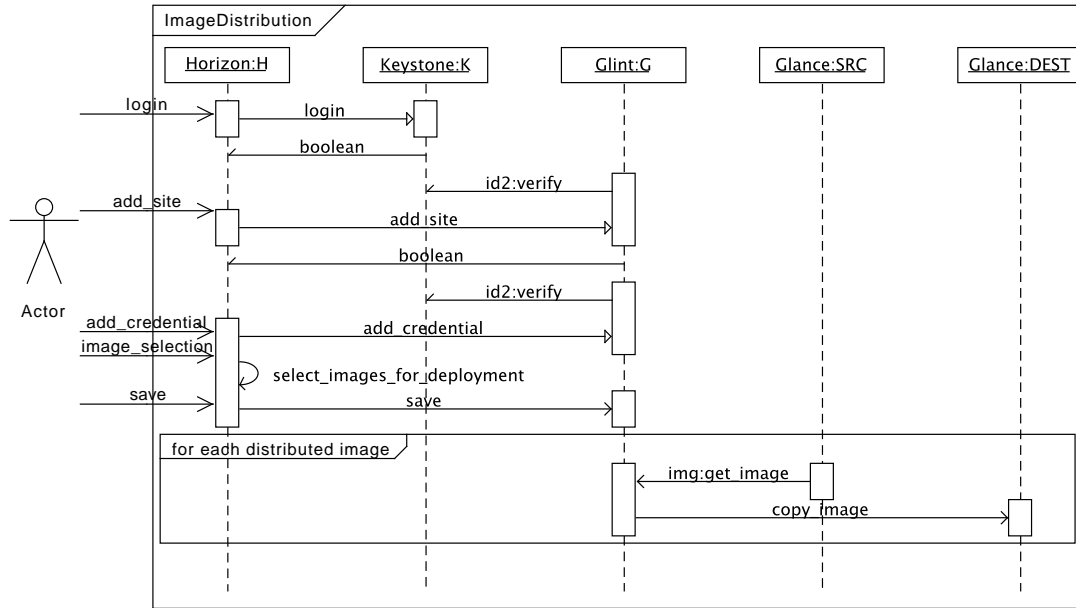 ImageDistribution
Horizon:H
Keystone:K
Glint:G
Glance:SRC
Glance:DEST
login
login
boolean
id2:verify
add_site
add_site
boolean
id2:verify
Actor
add_credential
add_credential
image_selection
select_images_for_deployment
save
save
for each distributed image
img:get_image
copy_image